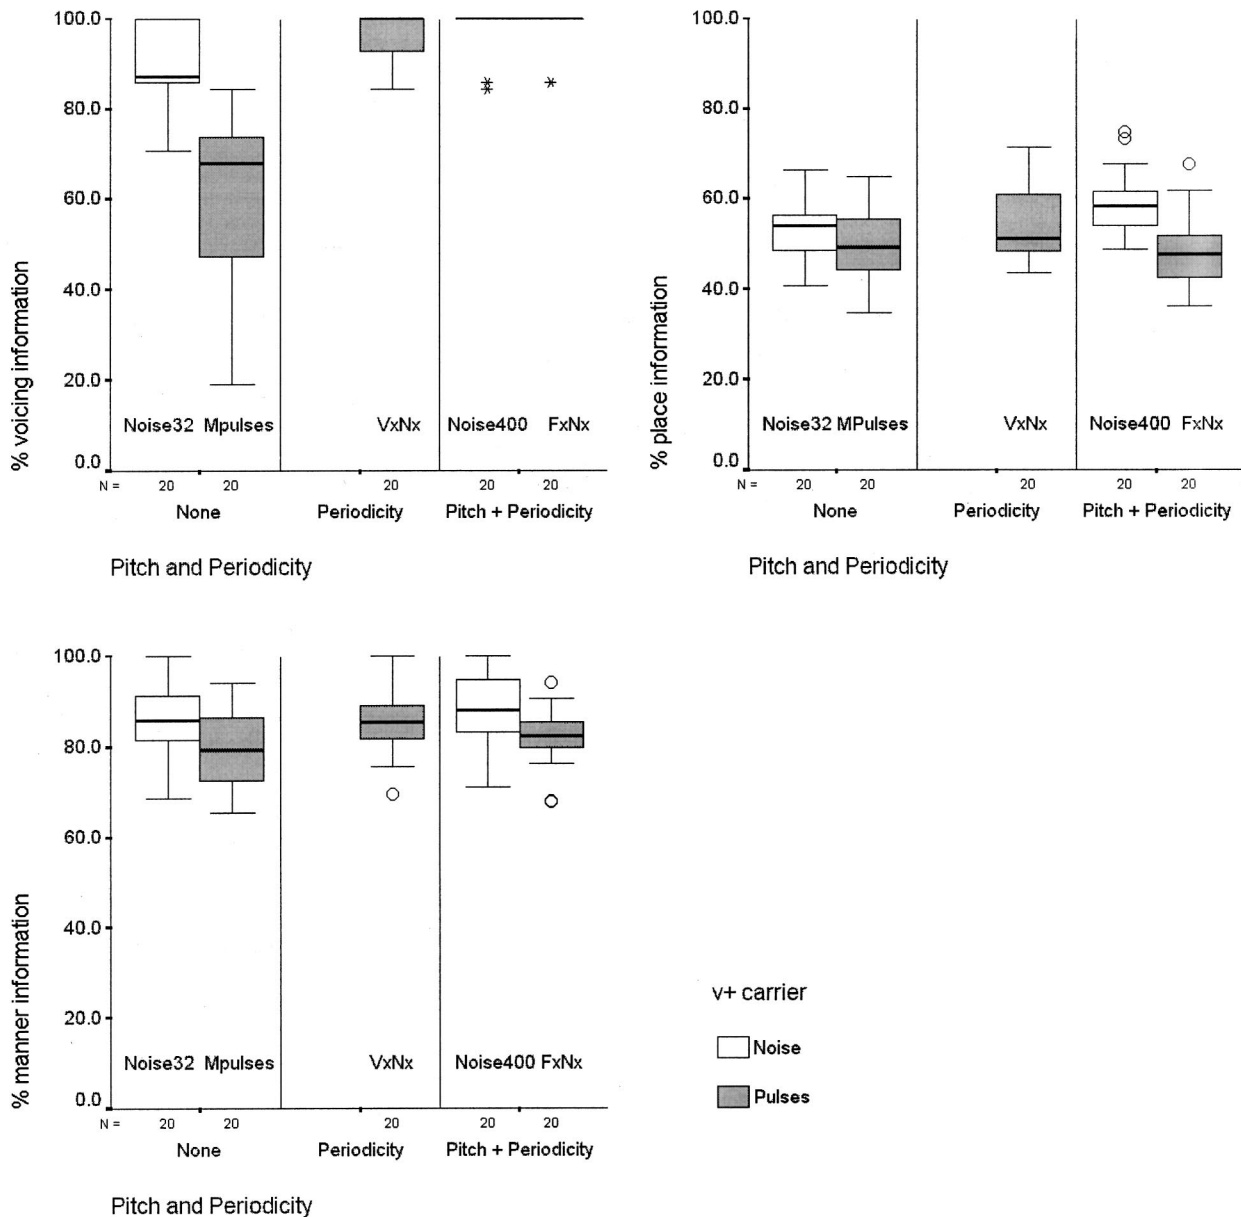 % voicing information
100.0
80.0
60.0
40.0
20.0
0.0
Noise32 Mpulses VxNx Noise400 FxNx
N = 20 20 20 20 20
None Periodicity Pitch + Periodicity
Pitch and Periodicity
% place information
100.0
80.0
60.0
40.0
20.0
0.0
Noise32 MPulses VxNx Noise400 FxNx
N = 20 20 20 20 20
None Periodicity Pitch + Periodicity
Pitch and Periodicity
% manner information
100.0
80.0
60.0
40.0
20.0
0.0
Noise32 Mpulses VxNx Noise400 FxNx
N = 20 20 20 20 20
None Periodicity Pitch + Periodicity
Pitch and Periodicity
v+ carrier
Noise
Pulses